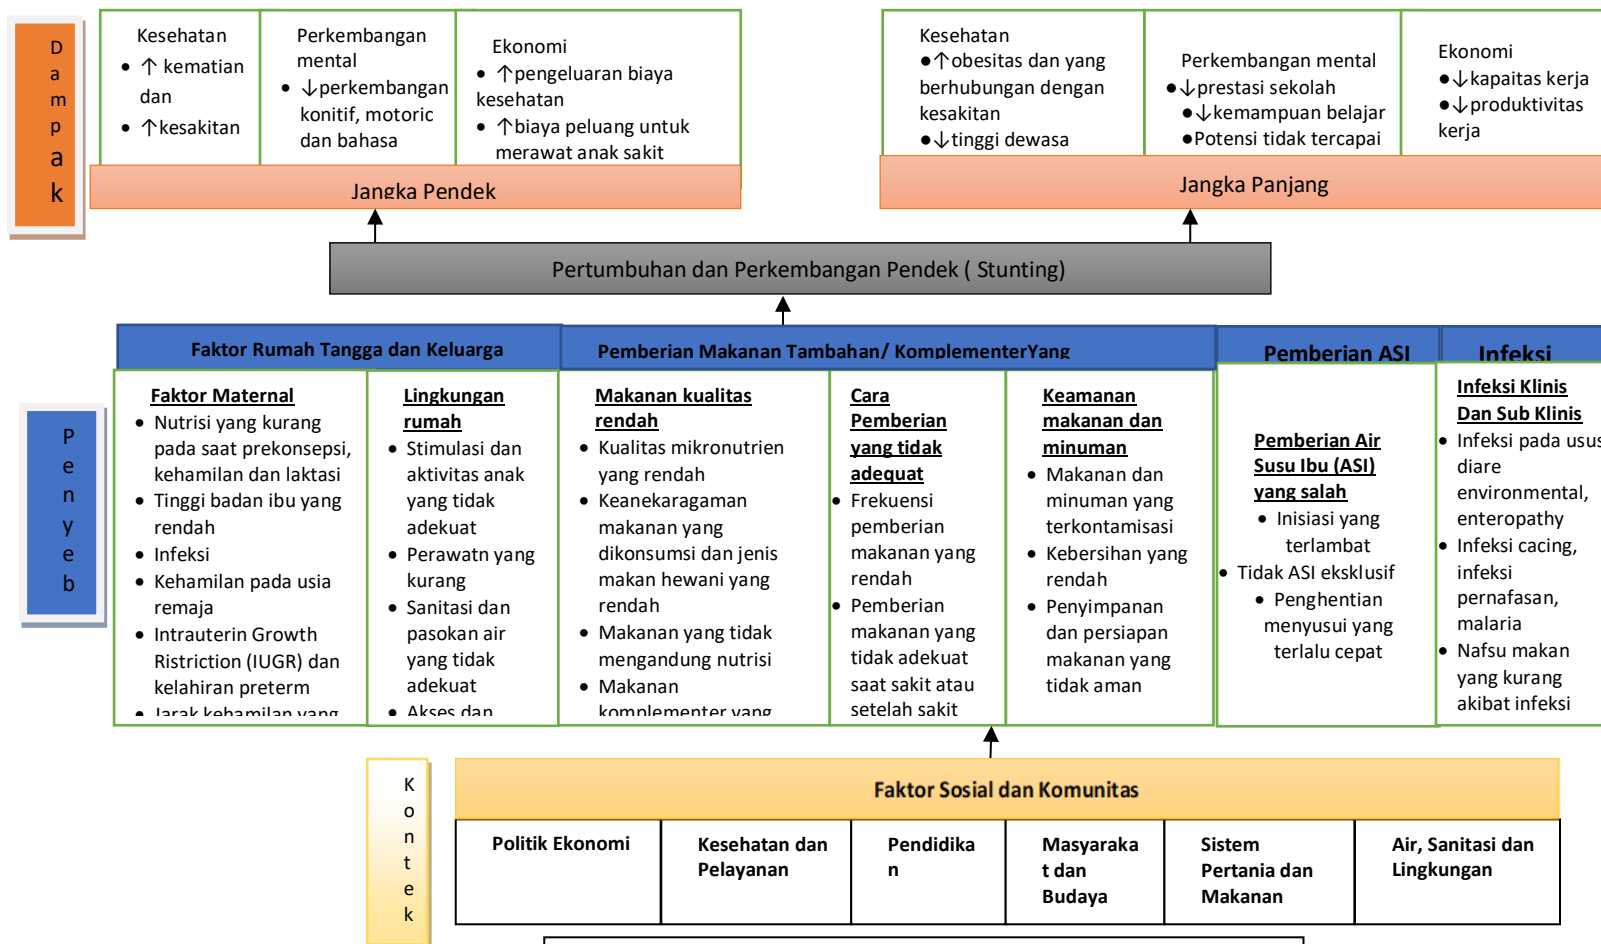 D
a
m
p
a
k
Kesehatan
• ↑ kematian
dan
• ↑kesakitan
Perkembangan
mental
• ↓perkembangan
konitif, motoric
dan bahasa
Ekonomi
• ↑pengeluaran biaya
kesehatan
• ↑biaya peluang untuk
merawat anak sakit
Jangka Pendek
Kesehatan
●↑obesitas dan yang
berhubungan dengan
kesakitan
●↓tinggi dewasa
Perkembangan mental
●↓prestasi sekolah
●↓kemampuan belajar
●Potensi tidak tercapai
Ekonomi
●↓kapaitas kerja
●↓produktivitas
kerja
Jangka Panjang
Pertumbuhan dan Perkembangan Pendek ( Stunting)
P
e
n
y
e
b
Faktor Rumah Tangga dan Keluarga
Pemberian Makanan Tambahan/ KomplementerYang
Pemberian ASI
Infeksi
Faktor Maternal
• Nutrisi yang kurang
pada saat prekonsepsi,
kehamilan dan laktasi
• Tinggi badan ibu yang
rendah
• Infeksi
• Kehamilan pada usia
remaja
• Intrauterin Growth
Ristriction (IUGR) dan
kelahiran preterm
• Jarak kehamilan yang
Lingkungan
rumah
• Stimulasi dan
aktivitas anak
yang tidak
adekuat
• Perawatn yang
kurang
• Sanitasi dan
pasokan air
yang tidak
adekuat
• Akses dan
Makanan kualitas
rendah
• Kualitas mikronutrien
yang rendah
• Keanekaragaman
makanan yang
dikonsumsi dan jenis
makan hewani yang
rendah
• Makanan yang tidak
mengandung nutrisi
• Makanan
komplementer yang
Cara
Pemberian
yang tidak
adequat
• Frekuensi
pemberian
makanan yang
rendah
• Pemberian
makanan yang
tidak adekuat
saat sakit atau
setelah sakit
Keamanan
makanan dan
minuman
• Makanan dan
minuman yang
terkontamisasi
• Kebersihan yang
rendah
• Penyimpanan
dan persiapan
makanan yang
tidak aman
Pemberian Air
Susu Ibu (ASI)
yang salah
• Inisiasi yang
terlambat
• Tidak ASI eksklusif
• Penghentian
menyusui yang
terlalu cepat
Infeksi Klinis
Dan Sub Klinis
• Infeksi pada usus
diare
environmental,
enteropathy
• Infeksi cacing,
infeksi
pernafasan,
malaria
• Nafsu makan
yang kurang
akibat infeksi
K
o
n
t
e
k
Faktor Sosial dan Komunitas
Politik Ekonomi
Kesehatan dan
Pelayanan
Pendidika
n
Masyaraka
t dan
Budaya
Sistem
Pertania dan
Makanan
Air, Sanitasi dan
Lingkungan